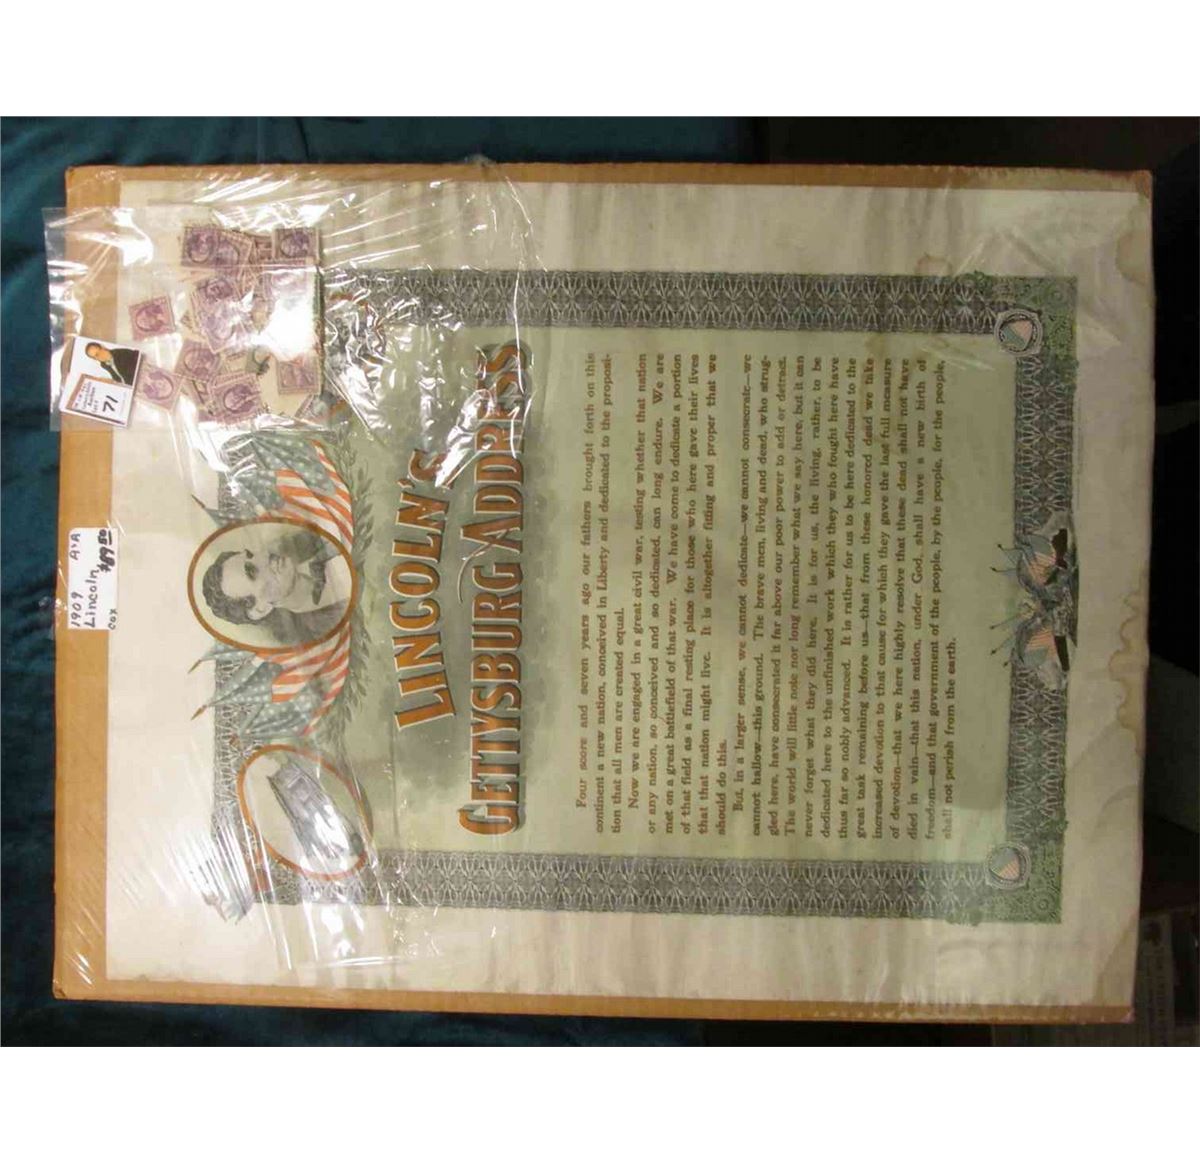 71
1909 A'A
Lincoln $89.50
cox
LINCOLN'S
GETTYSBURG ADDRESS
Four score and seven years ago our fathers brought forth on this
continent a new nation, conceived in Liberty and dedicated to the proposi-
tion that all men are created equal.
Now we are engaged in a great civil war, testing whether that nation
or any nation, so conceived and so dedicated, can long endure. We are
met on a great battlefield of that war. We have come to dedicate a portion
of that field as a final resting place for those who here gave their lives
that that nation might live. It is altogether fitting and proper that we
should do this.
But, in a larger sense, we cannot dedicate—we cannot consecrate—we
cannot hallow—this ground. The brave men, living and dead, who strug-
gled here, have consecrated it far above our poor power to add or detract.
The world will little note nor long remember what we say here, but it can
never forget what they did here. It is for us, the living, rather, to be
dedicated here to the unfinished work which they who fought here have
thus far so nobly advanced. It is rather for us to be here dedicated to the
great task remaining before us—that from these honored dead we take
increased devotion to that cause for which they gave the last full measure
of devotion—that we here highly resolve that these dead shall not have
died in vain—that this nation, under God, shall have a new birth of
freedom—and that government of the people, by the people, for the people,
shall not perish from the earth.